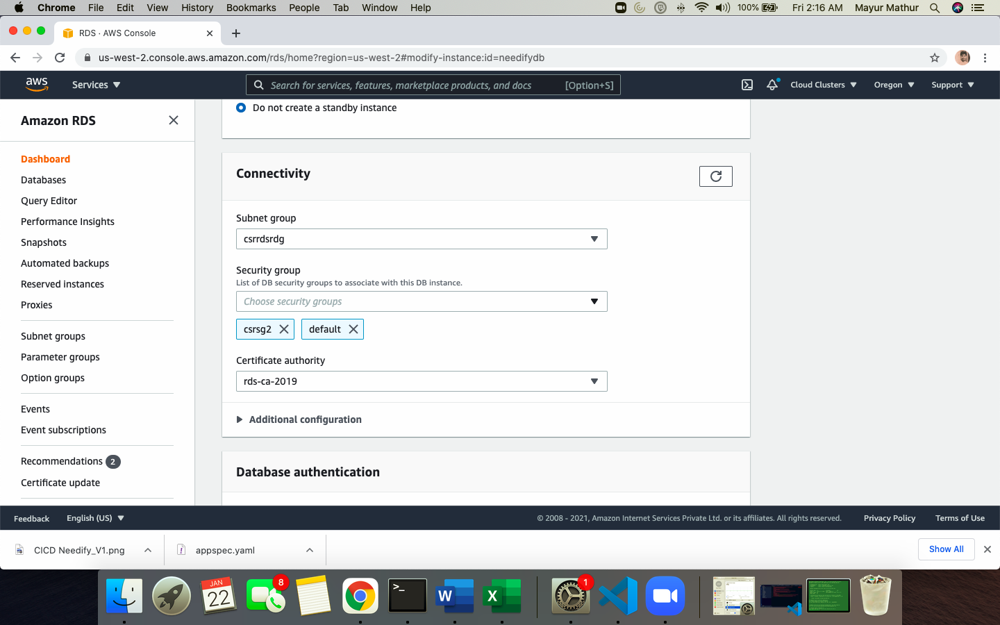 Chrome File Edit View History Bookmarks People Tab Window Help 100% Fri 2:16 AM Mayur Mathur
RDS · AWS Console
us-west-2.console.aws.amazon.com/rds/home?region=us-west-2#modify-instance:id=needifydb
aws Services Search for services, features, marketplace products, and docs [Option+S] Cloud Clusters Oregon Support
Amazon RDS
Dashboard
Databases
Query Editor
Performance Insights
Snapshots
Automated backups
Reserved instances
Proxies
Subnet groups
Parameter groups
Option groups
Events
Event subscriptions
Recommendations 2
Certificate update
Do not create a standby instance
Connectivity
Subnet group
csrrdsrdg
Security group
List of DB security groups to associate with this DB instance.
Choose security groups
csrsg2 default
Certificate authority
rds-ca-2019
Additional configuration
Database authentication
Feedback English (US) © 2008 - 2021, Amazon Internet Services Private Ltd. or its affiliates. All rights reserved. Privacy Policy Terms of Use
CICD Needify_V1.png appspec.yaml Show All
JAN
22
8
>_
W
X
1